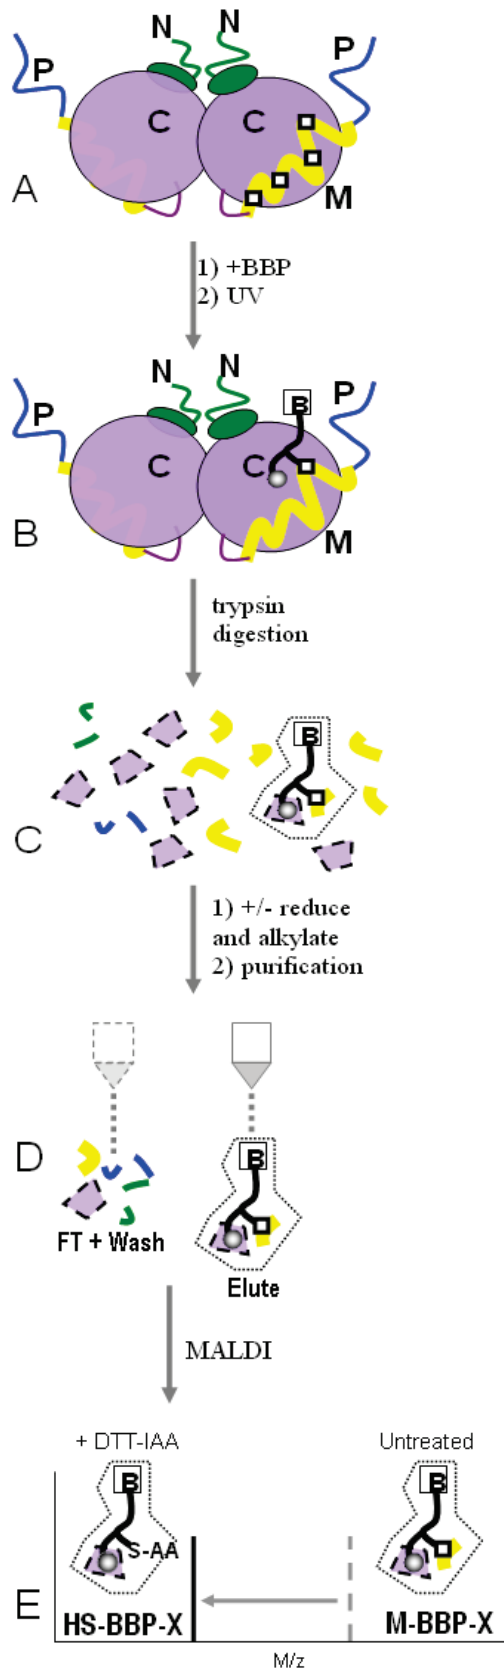 N N
P P
C C
A M
1) +BBP
2) UV
N N
B
P P
C C
B M
trypsin
digestion
B
C
1) +/- reduce
and alkylate
2) purification
D B
FT + Wash
Elute
MALDI
+ DTT-IAA Untreated
B B
S-AA
E HS-BBP-X M-BBP-X
M/z